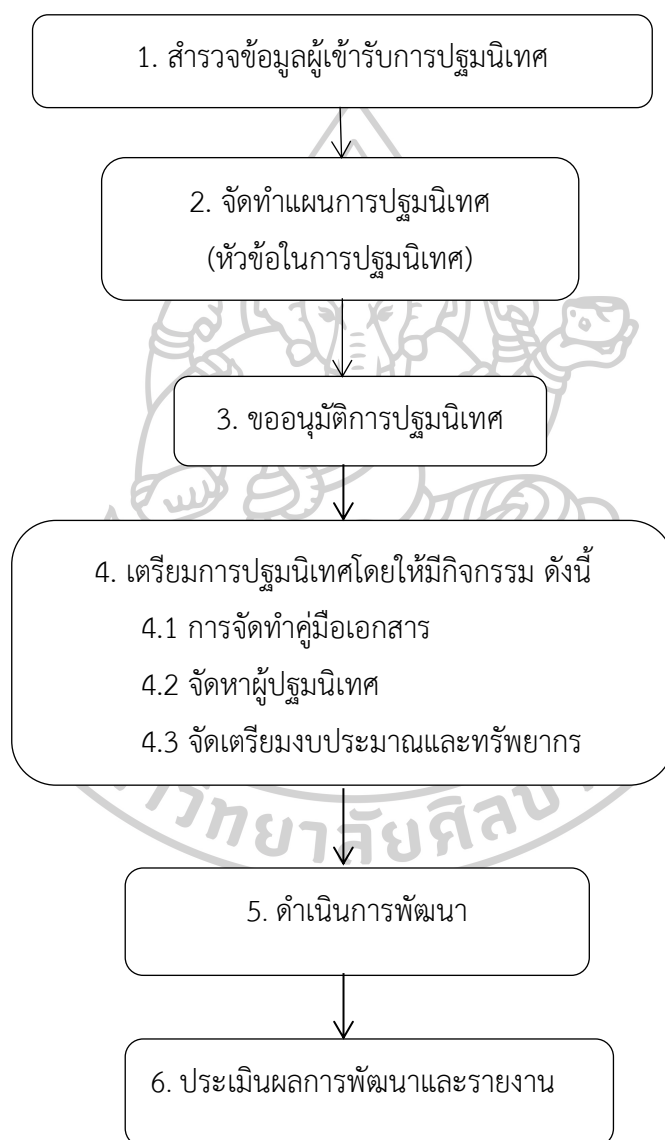 1. สำรวจข้อมูลผู้เข้ารับการปฐมนิเทศ
2. จัดทำแผนการปฐมนิเทศ
(หัวข้อในการปฐมนิเทศ)
3. ขออนุมัติการปฐมนิเทศ
4. เตรียมการปฐมนิเทศโดยให้มีกิจกรรม ดังนี้
4.1 การจัดทำคู่มือเอกสาร
4.2 จัดหาผู้ปฐมนิเทศ
4.3 จัดเตรียมงบประมาณและทรัพยากร
5. ดำเนินการพัฒนา
6. ประเมินผลการพัฒนาและรายงาน